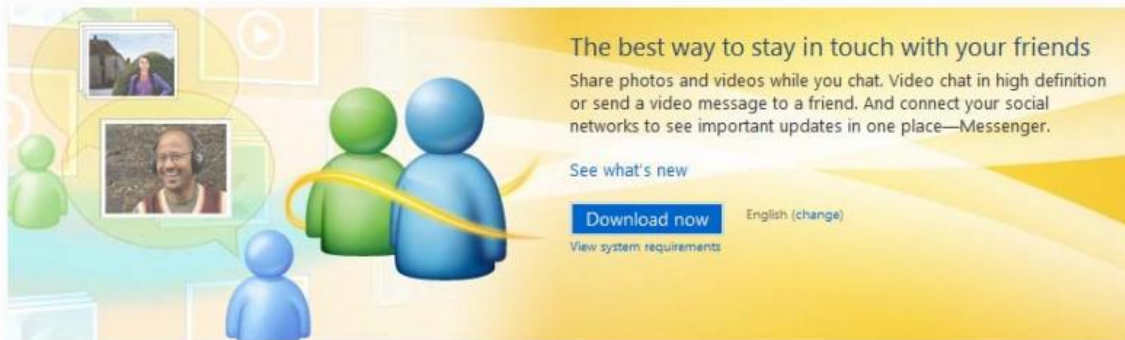 The best way to stay in touch with your friends
Share photos and videos while you chat. Video chat in high definition
or send a video message to a friend. And connect your social
networks to see important updates in one place—Messenger.
See what's new
Download now English (change)
View system requirements